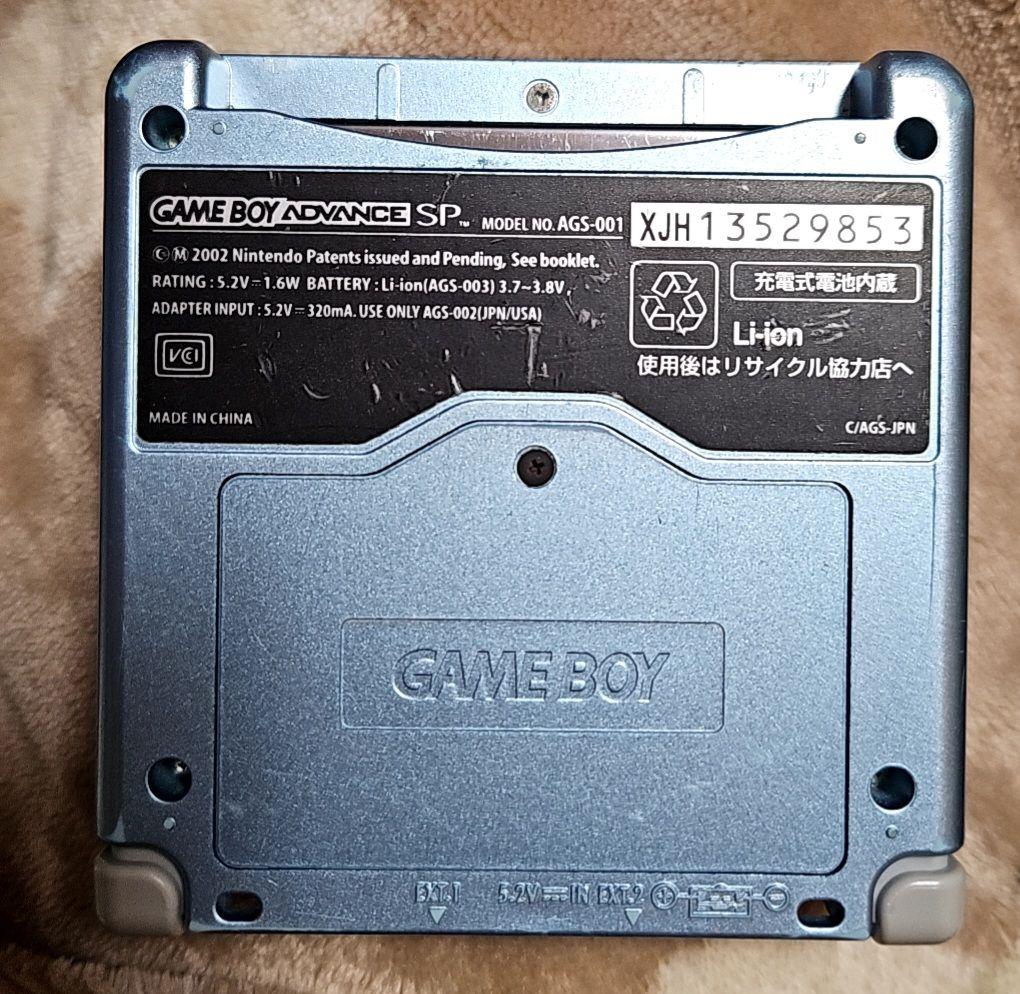 GAME BOY ADVANCE SP™ MODEL NO. AGS-001
XJH13529853
© Ⓜ 2002 Nintendo Patents issued and Pending, See booklet.
RATING : 5.2V⎓1.6W BATTERY : Li-ion(AGS-003) 3.7~3.8V
ADAPTER INPUT : 5.2V⎓320mA. USE ONLY AGS-002(JPN/USA)
VCI
MADE IN CHINA
充電式電池内蔵
Li-ion
使用後はリサイクル協力店へ
C/AGS-JPN
GAME BOY
EXT.1 5.2V⎓IN EXT.2